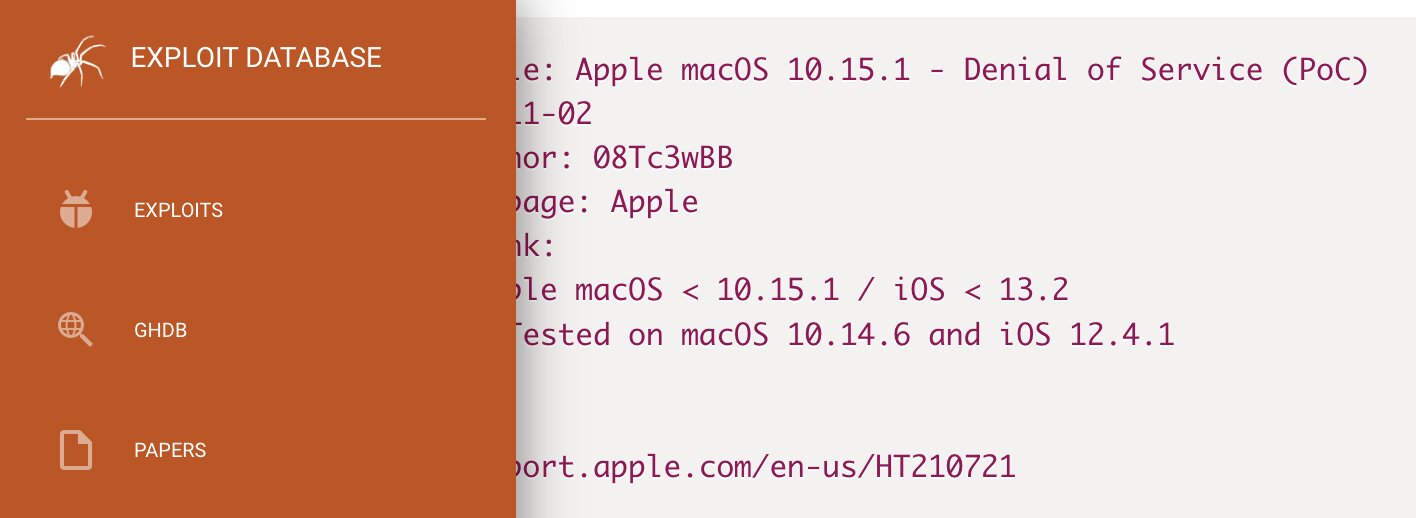 EXPLOIT DATABASE
EXPLOITS
GHDB
PAPERS
le: Apple macOS 10.15.1 - Denial of Service (PoC)
11-02
hor: 08Tc3wBB
page: Apple
nk:
ple macOS < 10.15.1 / iOS < 13.2
Tested on macOS 10.14.6 and iOS 12.4.1
port.apple.com/en-us/HT210721